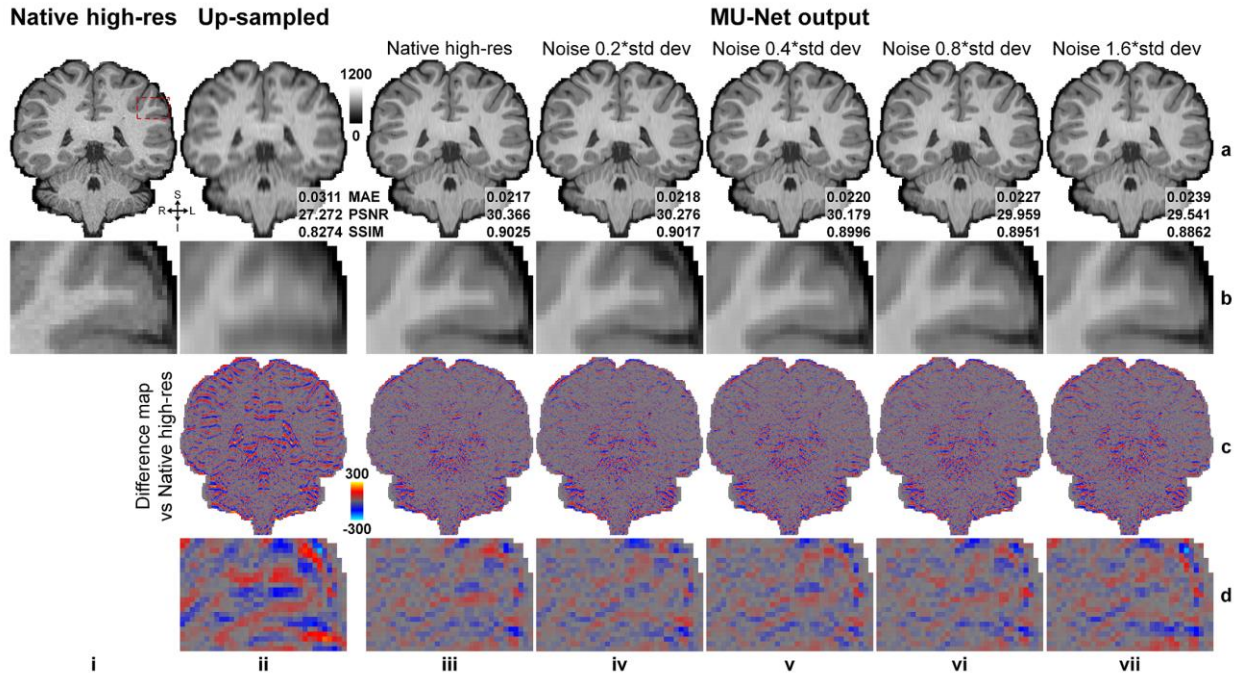 Native high-res Up-sampled MU-Net output
Native high-res Noise 0.2*std dev Noise 0.4*std dev Noise 0.8*std dev Noise 1.6*std dev
1200
0
a
S
R L
I
0.0311 MAE 0.0217 0.0218 0.0220 0.0227 0.0239
27.272 PSNR 30.366 30.276 30.179 29.959 29.541
0.8274 SSIM 0.9025 0.9017 0.8996 0.8951 0.8862
b
Difference map
vs Native high-res
c
300
-300
d
i ii iii iv v vi vii